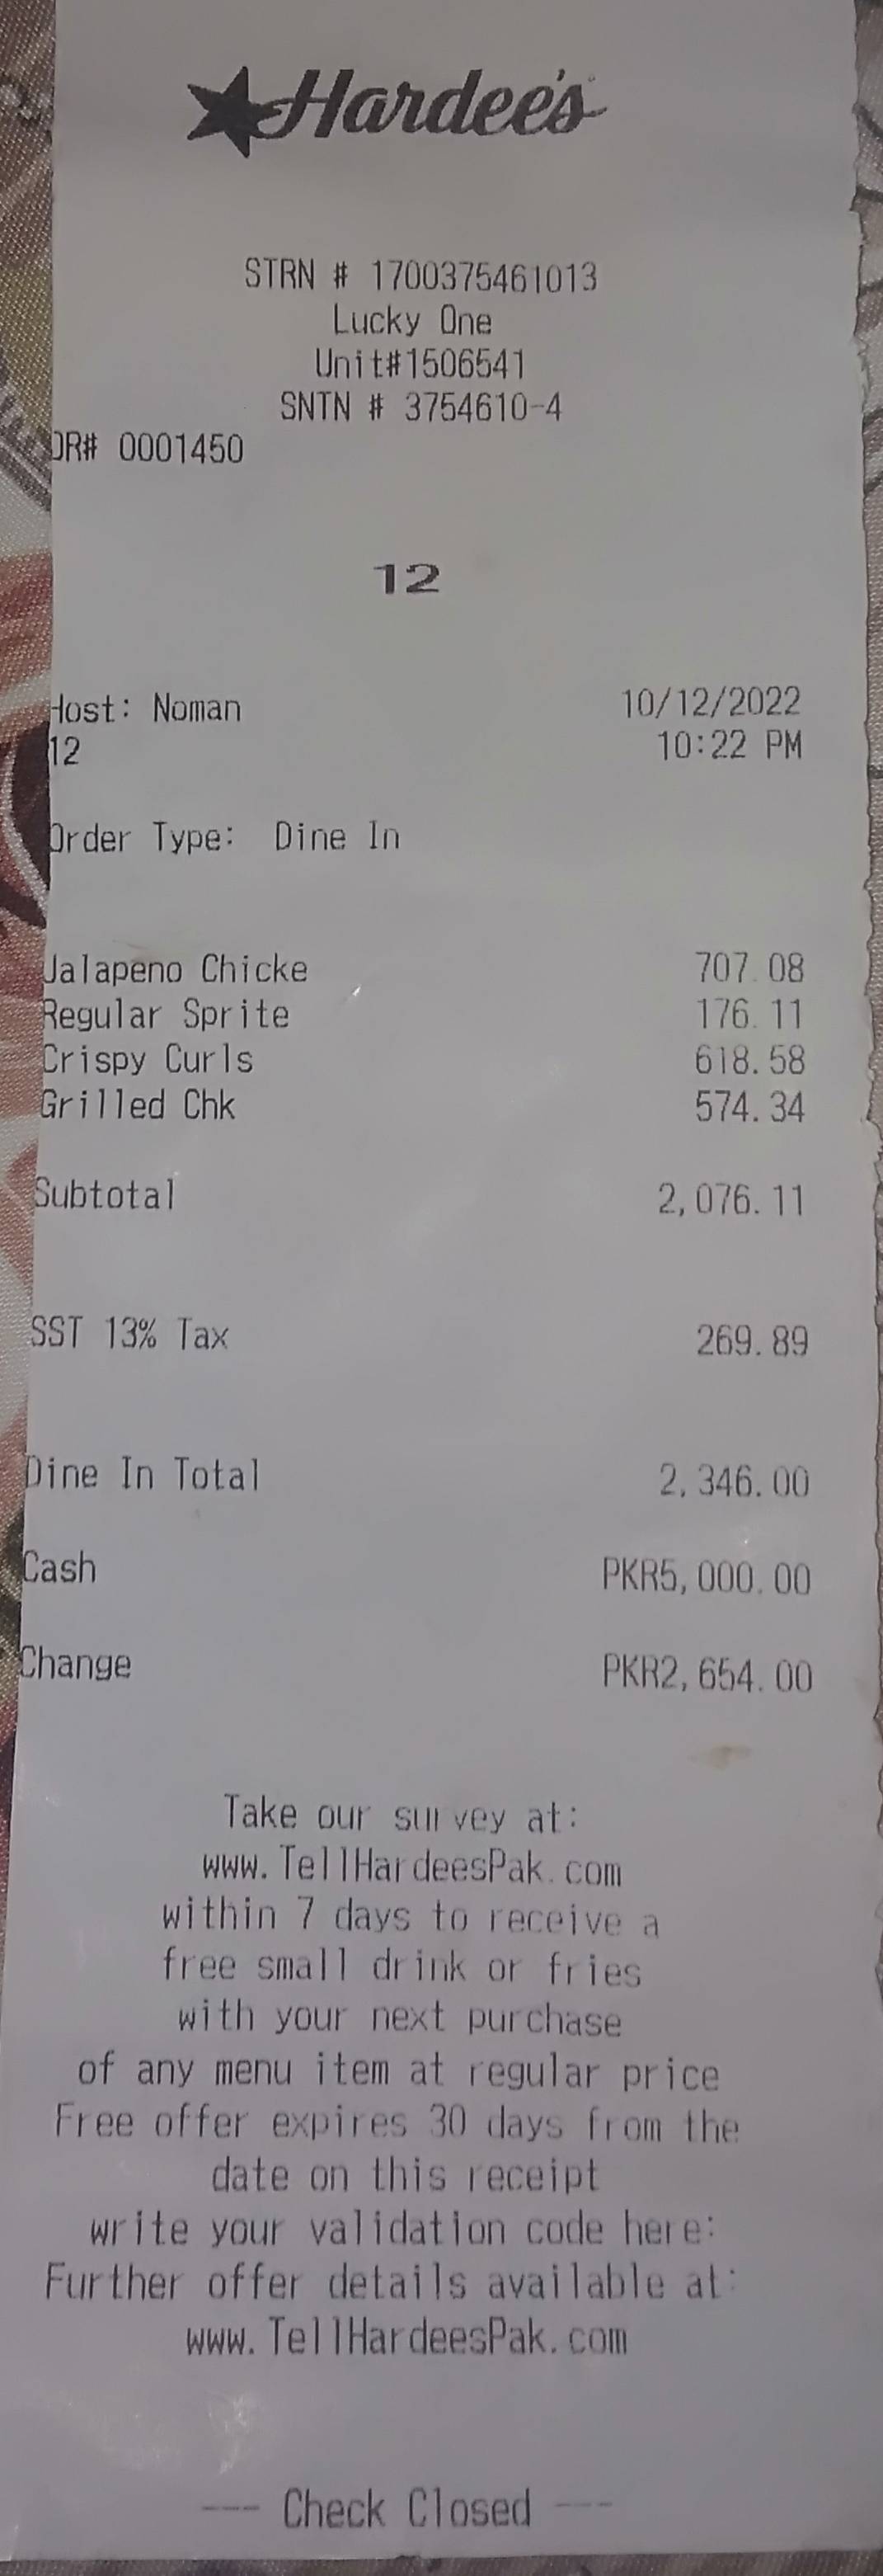 Hardee's
STRN # 1700375461013
Lucky One
Unit#1506541
SNTN # 3754610-4
OR# 0001450
12
Host: Noman 10/12/2022
12 10:22 PM
Order Type: Dine In
Jalapeno Chicke 707.08
Regular Sprite 176.11
Crispy Curls 618.58
Grilled Chk 574.34
Subtotal 2,076.11
SST 13% Tax 269.89
Dine In Total 2,346.00
Cash PKR5,000.00
Change PKR2,654.00
Take our survey at:
www.TellHardeesPak.com
within 7 days to receive a
free small drink or fries
with your next purchase
of any menu item at regular price
Free offer expires 30 days from the
date on this receipt
write your validation code here:
Further offer details available at:
www.TellHardeesPak.com
--- Check Closed ---